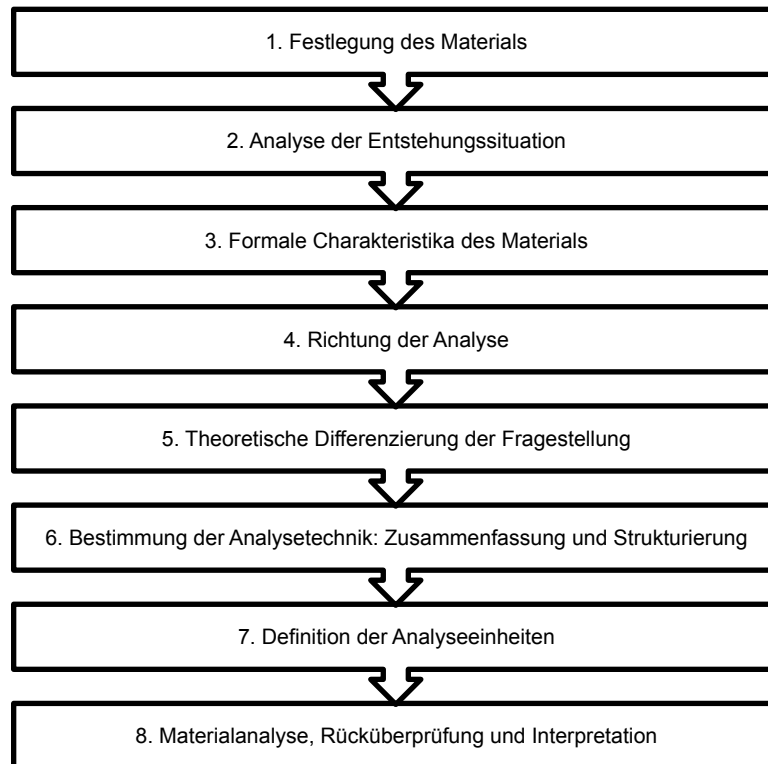 1. Festlegung des Materials
2. Analyse der Entstehungssituation
3. Formale Charakteristika des Materials
4. Richtung der Analyse
5. Theoretische Differenzierung der Fragestellung
6. Bestimmung der Analysetechnik: Zusammenfassung und Strukturierung
7. Definition der Analyseeinheiten
8. Materialanalyse, Rücküberprüfung und Interpretation